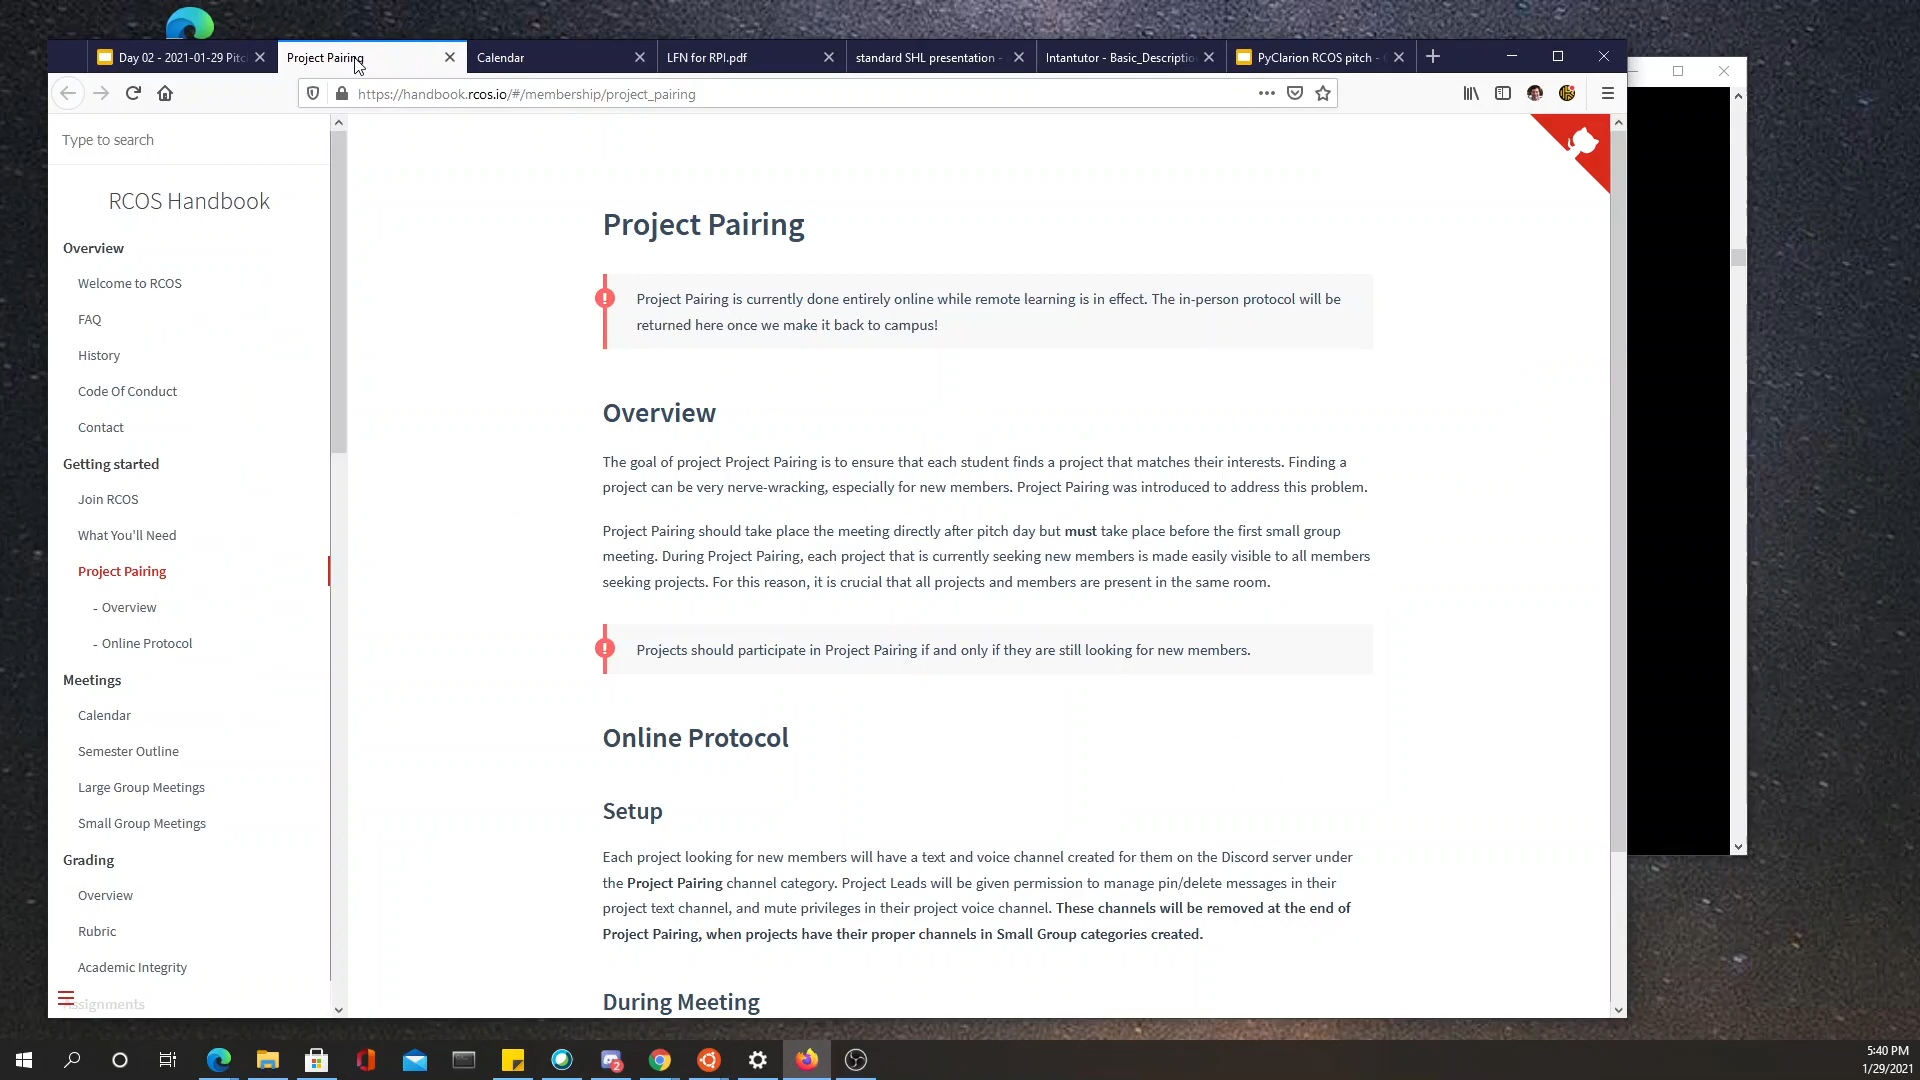 Day 02 - 2021-01-29 Pitc
Project Pairing
Calendar
LFN for RPI.pdf
standard SHL presentation -
Intantutor - Basic_Descriptio
PyClarion RCOS pitch -
https://handbook.rcos.io/#/membership/project_pairing
Type to search
RCOS Handbook
Overview
Welcome to RCOS
FAQ
History
Code Of Conduct
Contact
Getting started
Join RCOS
What You'll Need
Project Pairing
- Overview
- Online Protocol
Meetings
Calendar
Semester Outline
Large Group Meetings
Small Group Meetings
Grading
Overview
Rubric
Academic Integrity
Assignments
Project Pairing
Project Pairing is currently done entirely online while remote learning is in effect. The in-person protocol will be
returned here once we make it back to campus!
Overview
The goal of project Project Pairing is to ensure that each student finds a project that matches their interests. Finding a
project can be very nerve-wracking, especially for new members. Project Pairing was introduced to address this problem.
Project Pairing should take place the meeting directly after pitch day but must take place before the first small group
meeting. During Project Pairing, each project that is currently seeking new members is made easily visible to all members
seeking projects. For this reason, it is crucial that all projects and members are present in the same room.
Projects should participate in Project Pairing if and only if they are still looking for new members.
Online Protocol
Setup
Each project looking for new members will have a text and voice channel created for them on the Discord server under
the Project Pairing channel category. Project Leads will be given permission to manage pin/delete messages in their
project text channel, and mute privileges in their project voice channel. These channels will be removed at the end of
Project Pairing, when projects have their proper channels in Small Group categories created.
During Meeting
2
5:40 PM
1/29/2021